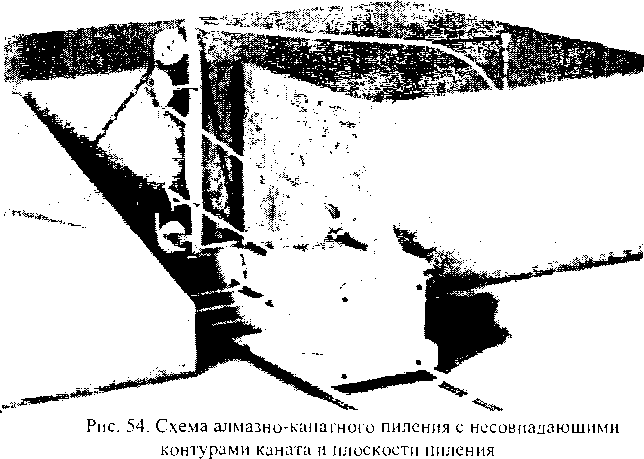 Рис. 54. Схема алмазно-канатного пиления с несовпадающими
контурами каната и плоскости пиления